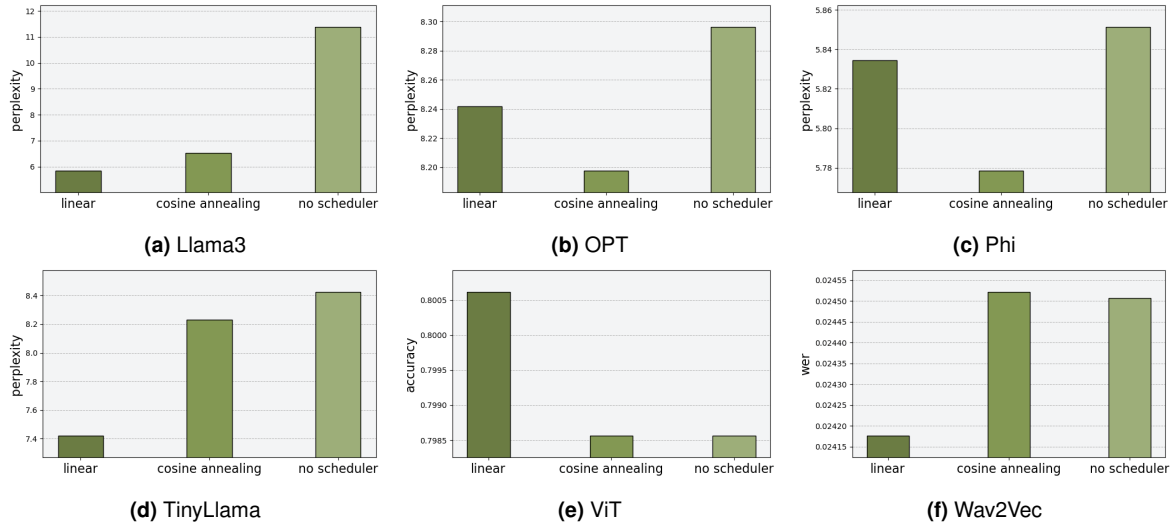 12
11
10
9
8
7
6
perplexity
linear cosine annealing no scheduler
(a) Llama3
8.30
8.28
8.26
8.24
8.22
8.20
perplexity
linear cosine annealing no scheduler
(b) OPT
5.86
5.84
5.82
5.80
5.78
perplexity
linear cosine annealing no scheduler
(c) Phi
8.4
8.2
8.0
7.8
7.6
7.4
perplexity
linear cosine annealing no scheduler
(d) TinyLlama
0.8005
0.8000
0.7995
0.7990
0.7985
accuracy
linear cosine annealing no scheduler
(e) ViT
0.02455
0.02450
0.02440
0.02430
0.02430
0.02420
0.02415
wer
linear cosine annealing no scheduler
(f) Wav2Vec